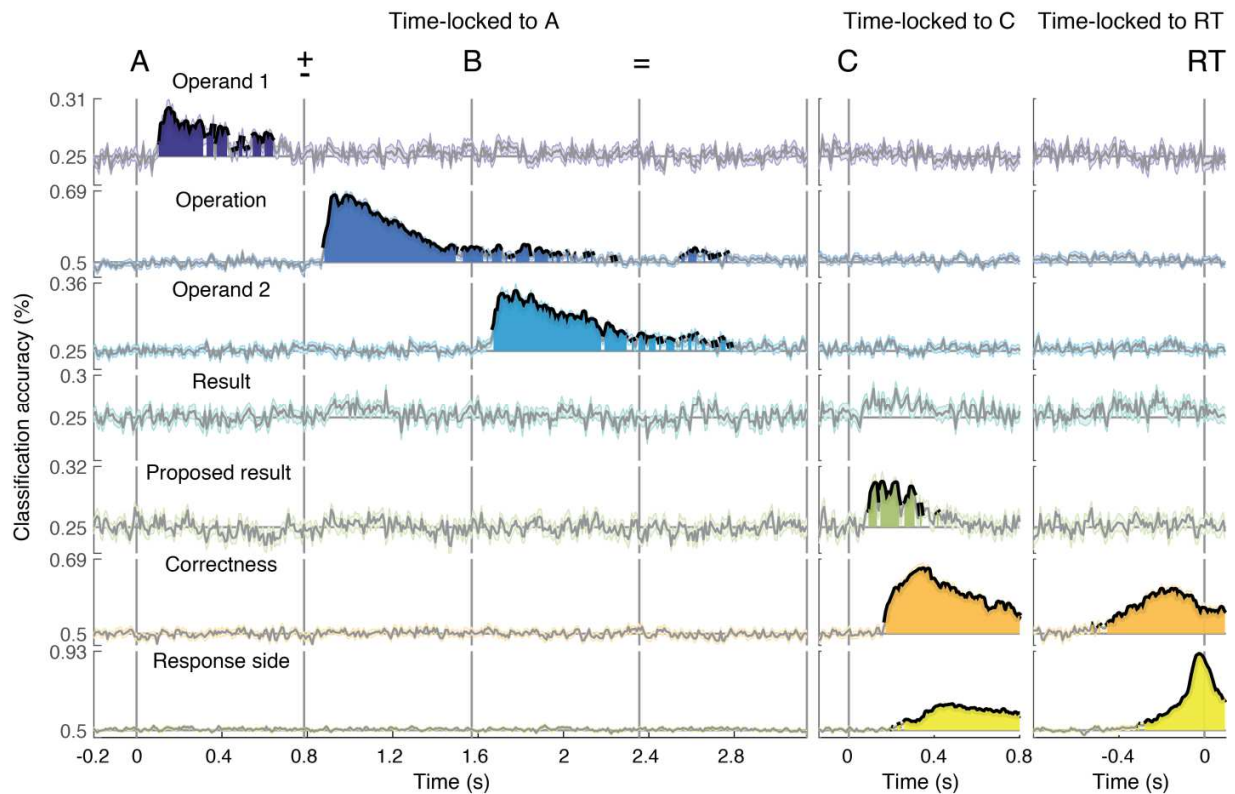 Time-locked to A Time-locked to C Time-locked to RT
A ± B = C RT
Operand 1
0.31
0.25
Operation
0.69
0.5
Operand 2
0.36
0.25
Result
0.3
0.25
Proposed result
0.32
0.25
Correctness
0.69
0.5
Response side
0.93
0.5
Classification accuracy (%)
-0.2 0 0.4 0.8 1.2 1.6 2 2.4 2.8 0 0.4 0.8 -0.4 0
Time (s) Time (s) Time (s)